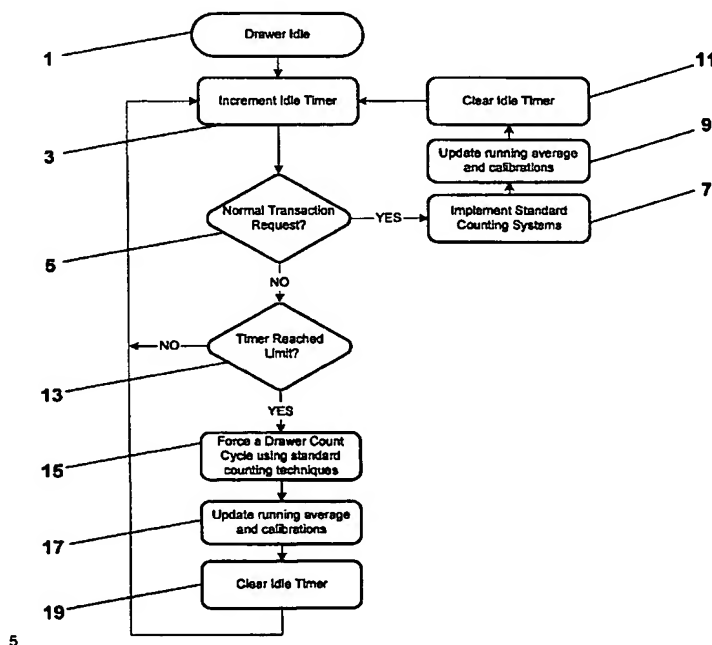 Drawer Idle
1
Increment Idle Timer
3
Clear Idle Timer
11
Update running average
and calibrations
9
Implement Standard
Counting Systems
7
Normal Transaction
Request?
5
YES
NO
Timer Reached
Limit?
13
NO
YES
Force a Drawer Count
Cycle using standard
counting techniques
15
Update running average
and calibrations
17
Clear Idle Timer
19
5